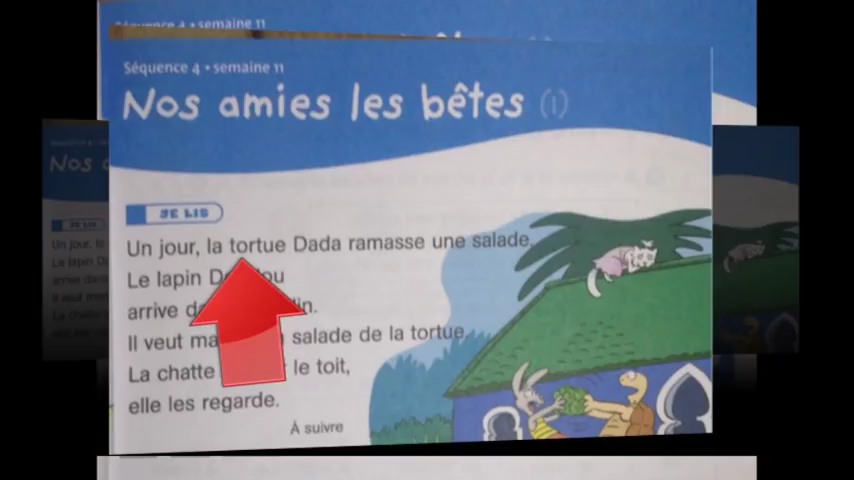 Séquence 4 • semaine 11
Nos amies les bêtes (1)
JE LIS
Un jour, la tortue Dada ramasse une salade.
Le lapin
arrive
Il veut salade de la tortue.
La chatte le toit,
elle les regarde.
À suivre